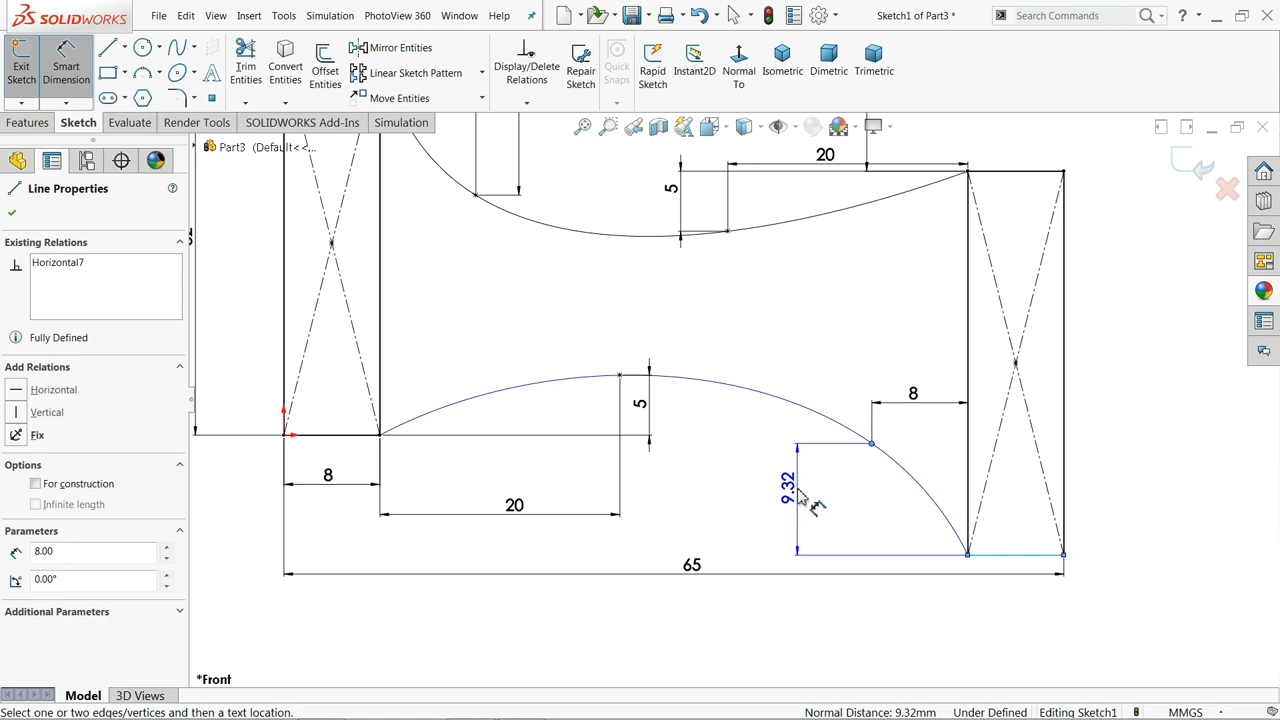 SOLIDWORKS
File Edit View Insert Tools Simulation PhotoView 360 Window Help
Sketch1 of Part3 *
Search Commands
Exit Sketch
Smart Dimension
Trim Entities
Convert Entities
Offset Entities
Mirror Entities
Linear Sketch Pattern
Move Entities
Display/Delete Relations
Repair Sketch
Quick Snaps
Rapid Sketch
Instant2D
Normal To
Isometric
Dimetric
Trimetric
Features Sketch Evaluate Render Tools SOLIDWORKS Add-Ins Simulation
Part3 (Default<<...
Line Properties
Existing Relations
Horizontal7
Fully Defined
Add Relations
Horizontal
Vertical
Fix
Options
For construction
Infinite length
Parameters
8.00
0.00°
Additional Parameters
20
5
5
8
9.32
8
20
65
*Front
Model 3D Views
Select one or two edges/vertices and then a text location.
Normal Distance: 9.32mm Under Defined Editing Sketch1 MMGS